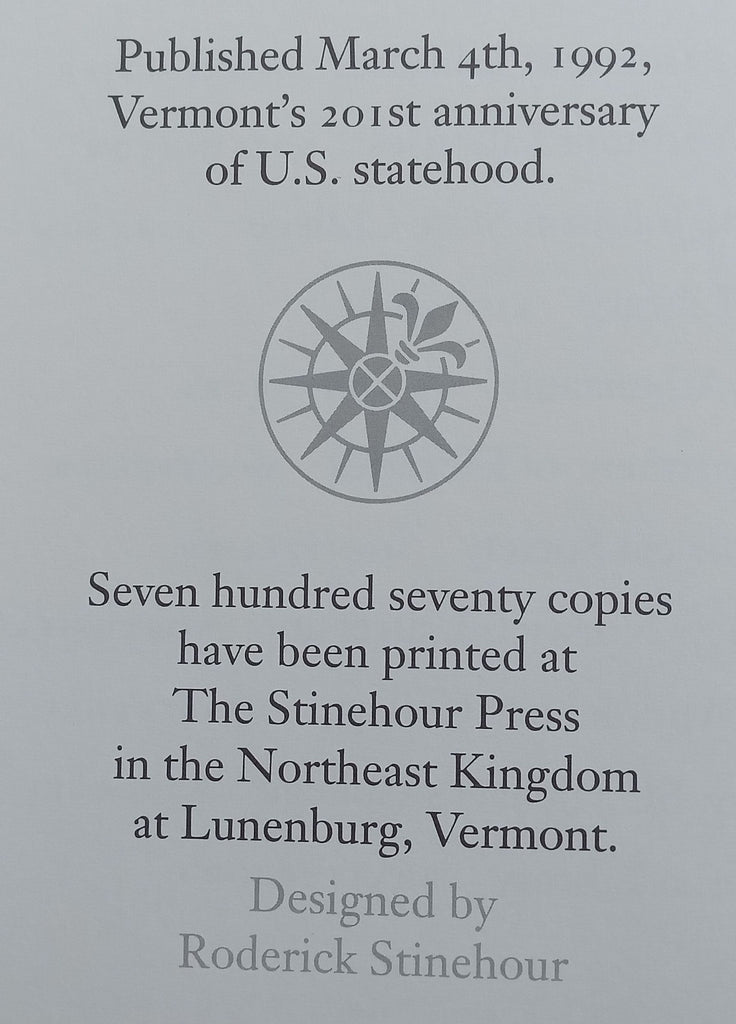 Published March 4th, 1992,
Vermont's 201st anniversary
of U.S. statehood.
Seven hundred seventy copies
have been printed at
The Stinehour Press
in the Northeast Kingdom
at Lunenburg, Vermont.
Designed by
Roderick Stinehour